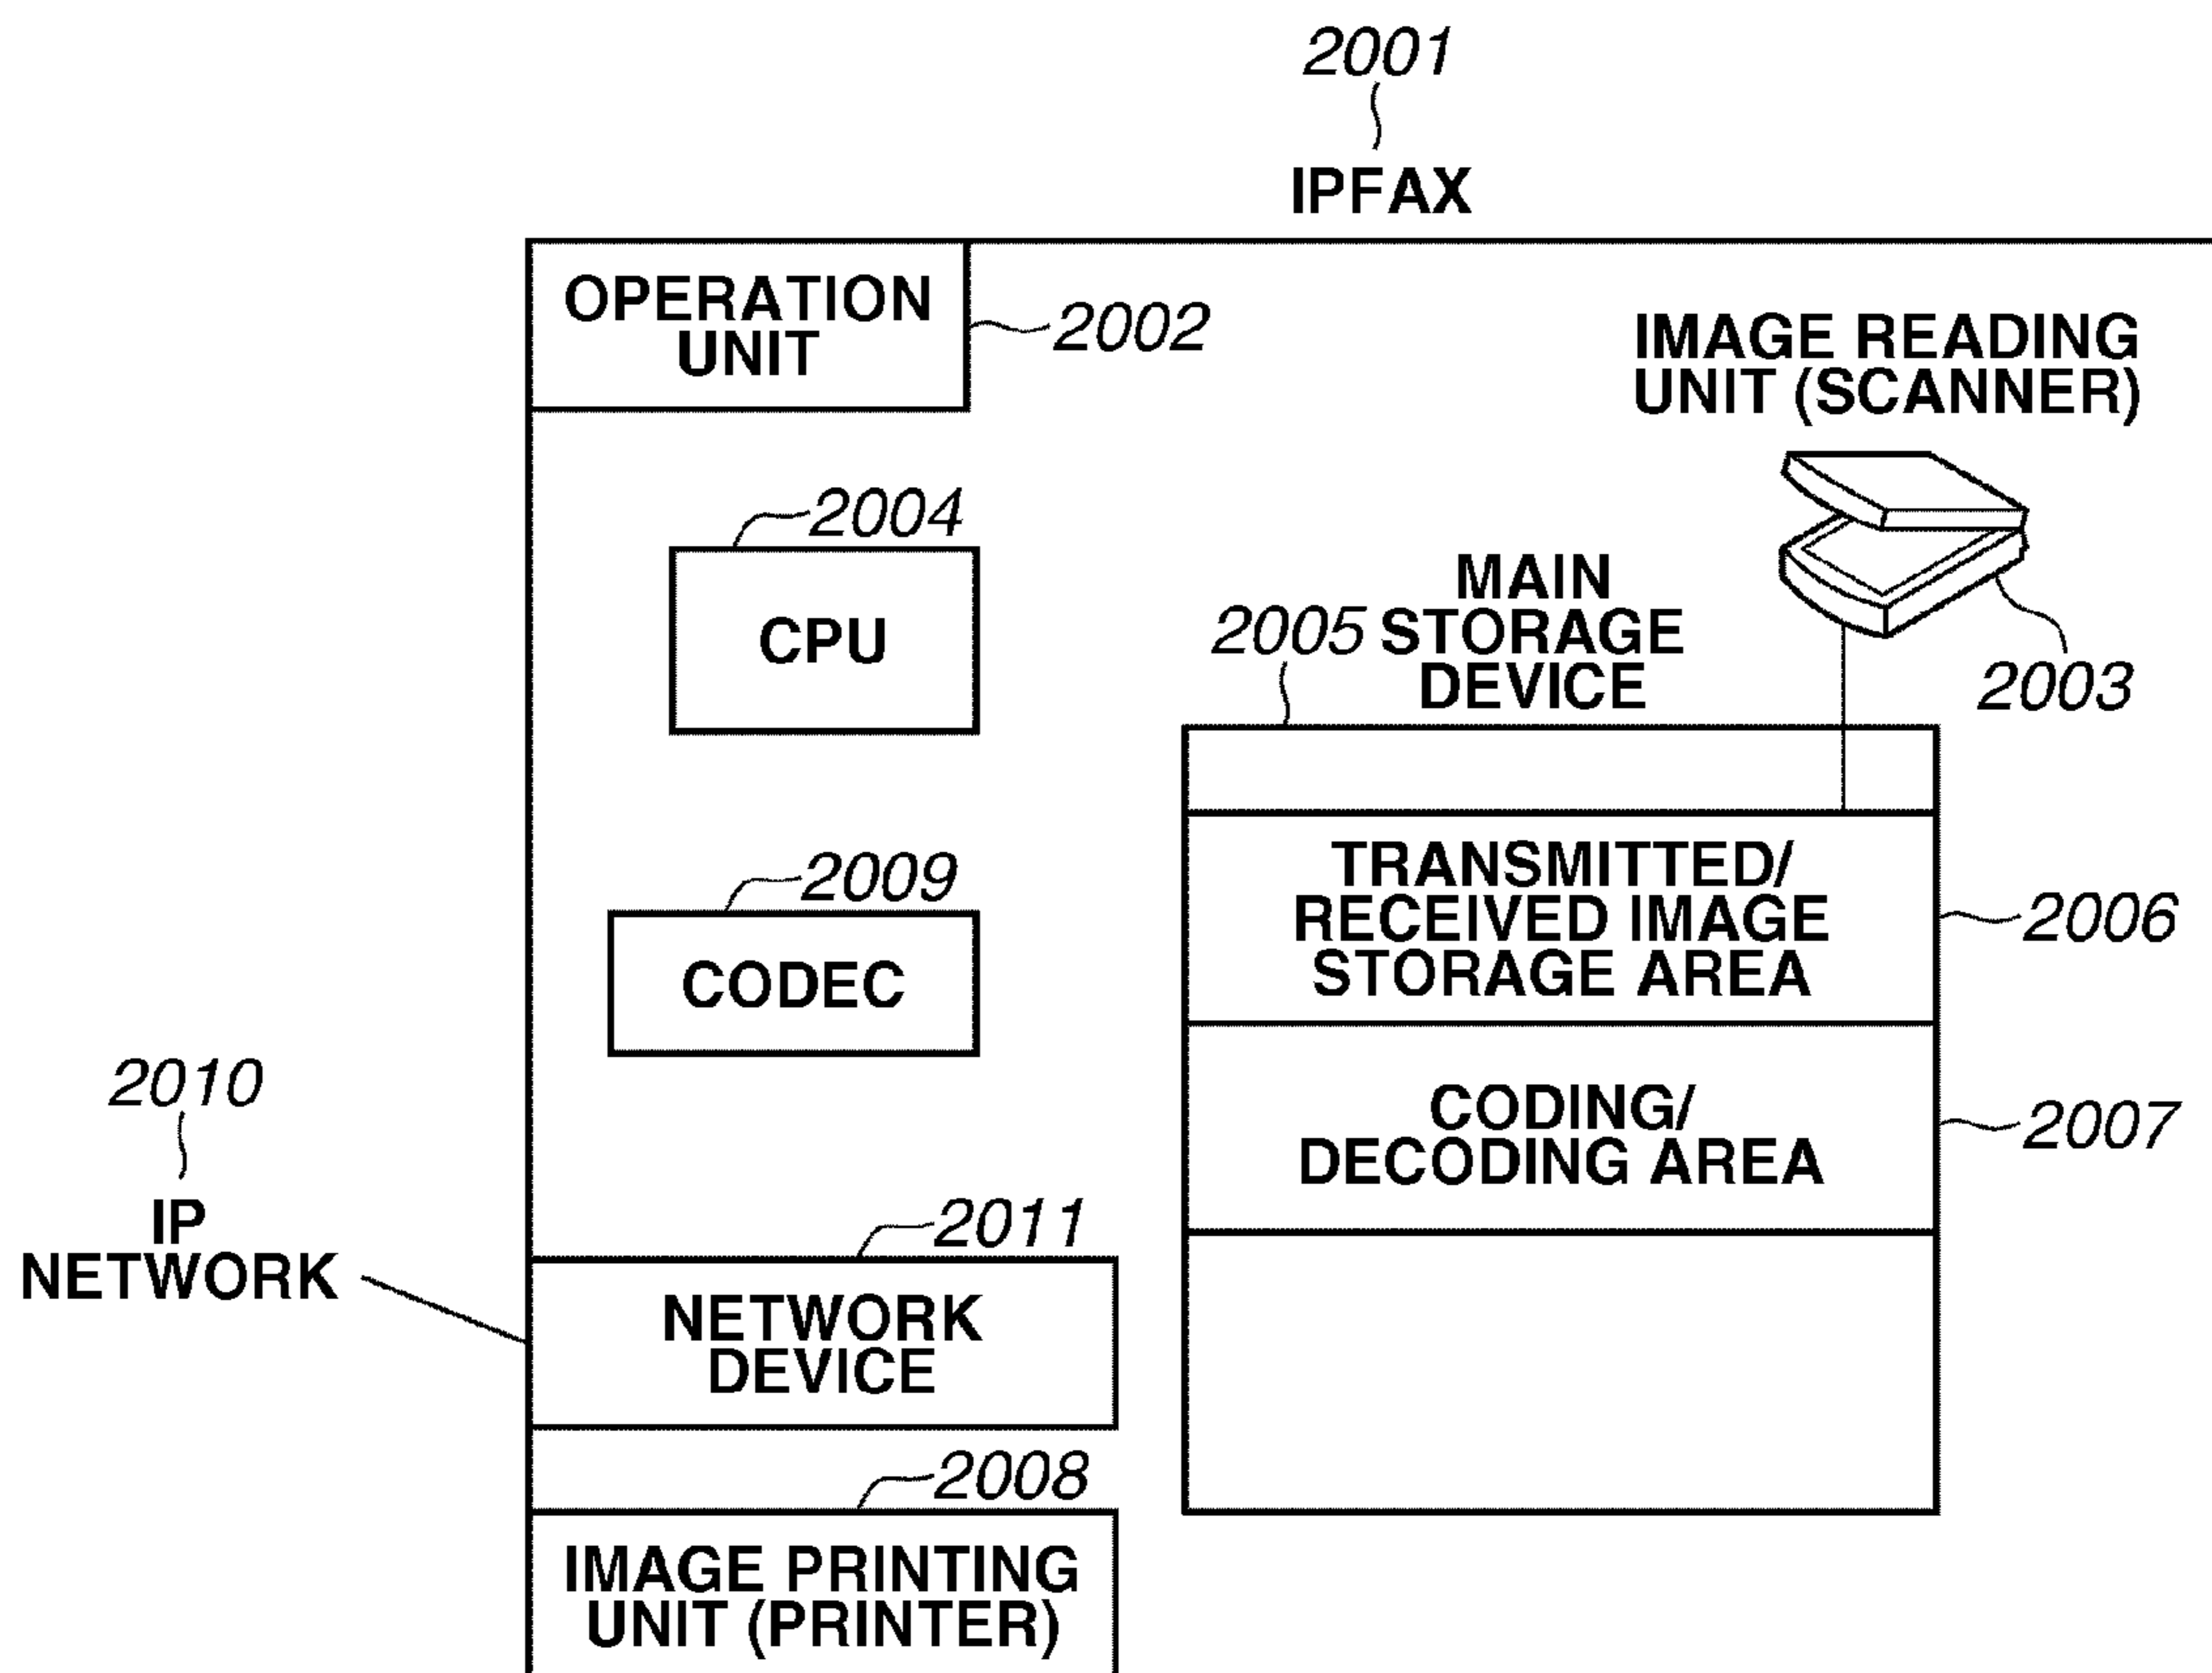 2001
IPFAX
OPERATION
UNIT
2002
IMAGE READING
UNIT (SCANNER)
2003
2004
CPU
2005
MAIN
STORAGE
DEVICE
TRANSMITTED/
RECEIVED IMAGE
STORAGE AREA
2006
2009
CODEC
CODING/
DECODING AREA
2007
2010
IP
NETWORK
2011
NETWORK
DEVICE
2008
IMAGE PRINTING
UNIT (PRINTER)